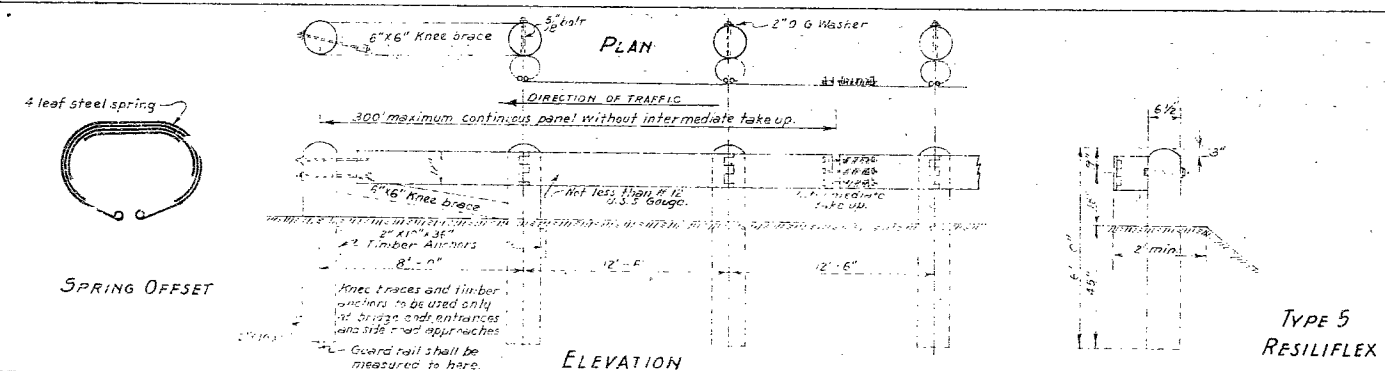 5/8" bolt
2" O G Washer
6"X6" Knee brace
PLAN
4 leaf steel spring
DIRECTION OF TRAFFIC
300' maximum continuous panel without intermediate take up.
6 1/2"
3"
9"
6"X6" Knee brace
Not less than # 12
U.S.S Gauge.
take up.
2" min.
Timber Anchors
8'-0"
12'-6"
12'-6"
SPRING OFFSET
Knee braces and timber
anchors to be used only
at bridge ends, entrances
and side road approaches
Guard rail shall be
measured to here.
ELEVATION
TYPE 5
RESILIFLEX